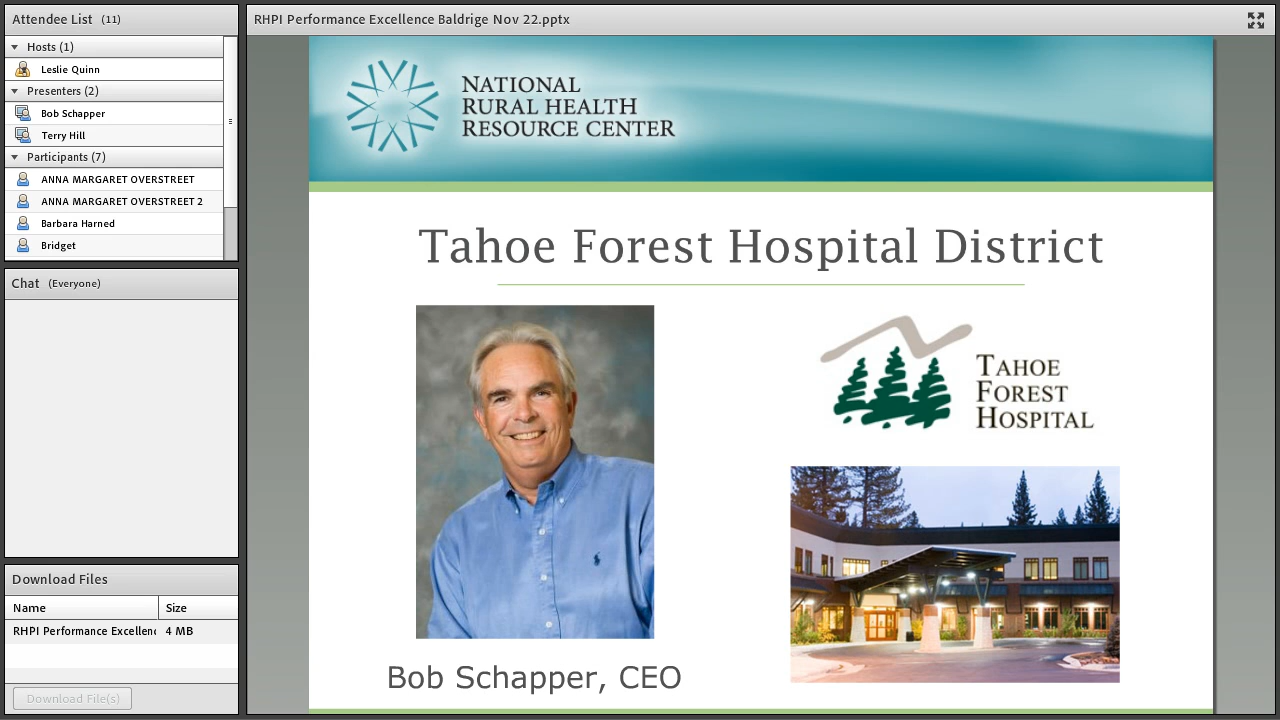 Attendee List (11)
Hosts (1)
Leslie Quinn
Presenters (2)
Bob Schapper
Terry Hill
Participants (7)
ANNA MARGARET OVERSTREET
ANNA MARGARET OVERSTREET 2
Barbara Harned
Bridget
Chat (Everyone)
Download Files
Name Size
RHPI Performance Excellenc 4 MB
Download File(s)
RHPI Performance Excellence Baldrige Nov 22.pptx
NATIONAL
RURAL HEALTH
RESOURCE CENTER
Tahoe Forest Hospital District
TAHOE
FOREST
HOSPITAL
Bob Schapper, CEO